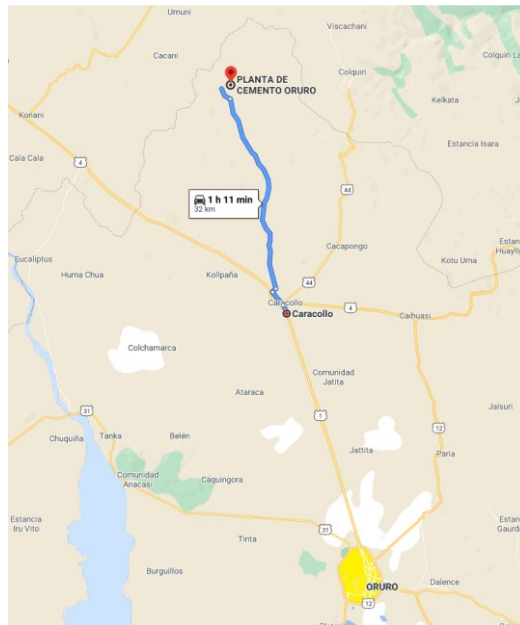 Umuni
Viscachani
Cacani
Colquiri
PLANTA DE
CEMENTO ORURO
Kelkata
Konani
Estancia Isara
Cala Cala
4
44
1 h 11 min
32 km
Eucaliptus
Huma Chua
Kollpaña
Cacapongo
Kotu Uma
44
Caracollo
Caracollo
4
Caihuasi
Colchamarca
Comunidad
Jatita
Ataraca
1
Jalsuri
31
Chuquiña
Tanka
Belén
12
Jattita
Paria
Comunidad
Anacasi
Caquingora
Estancia
Iru Vito
Tinta
31
Burguillos
ORURO
Dalence
12